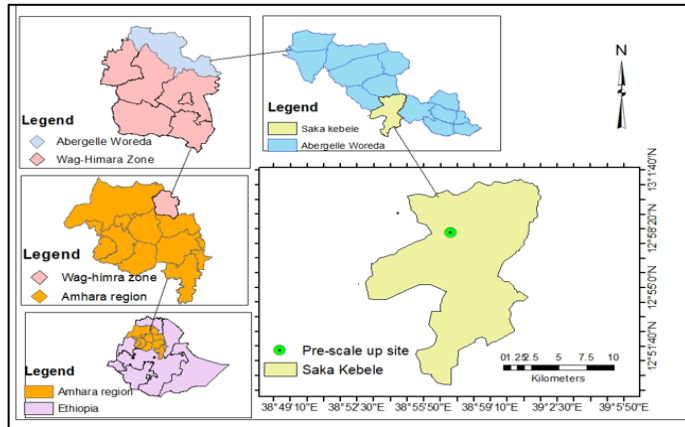 Legend
Abergelle Woreda
Wag-Himara Zone
Legend
Saka kebele
Abergelle Woreda
N
Legend
Wag-himra zone
Amhara region
Legend
Amhara region
Ethiopia
Pre-scale up site
Saka Kebele
0 1.25 2.5 5 7.5 10
Kilometers
13°1'40"N
12°58'20"N
12°55'0"N
12°51'40"N
38°49'10"E
38°52'30"E
38°55'50"E
38°59'10"E
39°2'30"E
39°5'50"E